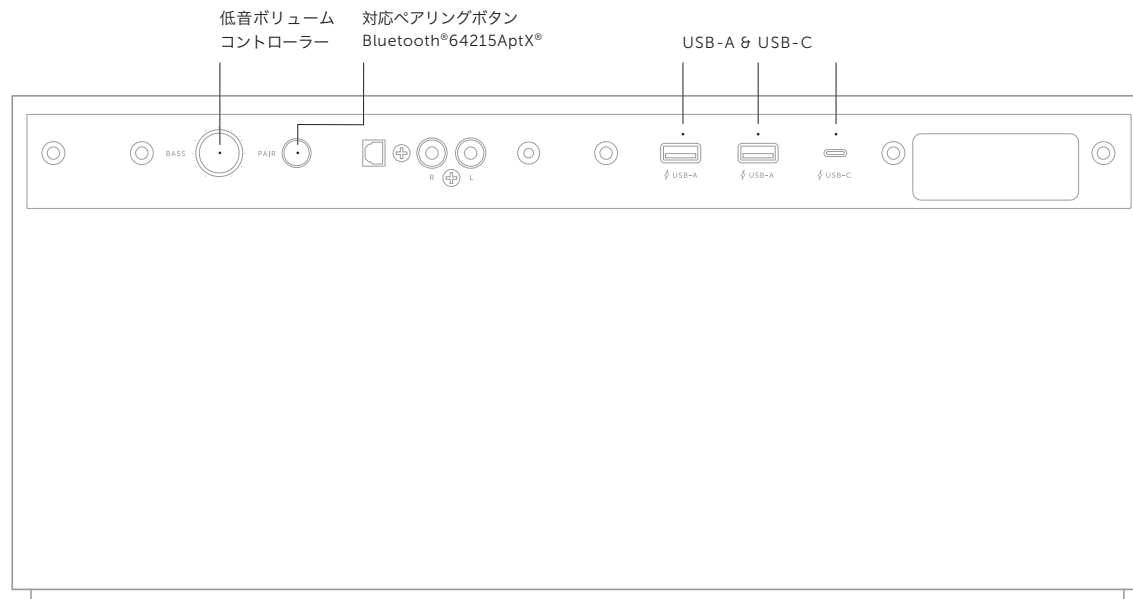 低音ボリューム
コントローラー
対応ペアリングボタン
Bluetooth®64215AptX®
USB-A & USB-C
BASS
PAIR
R
L
USB-A
USB-A
USB-C